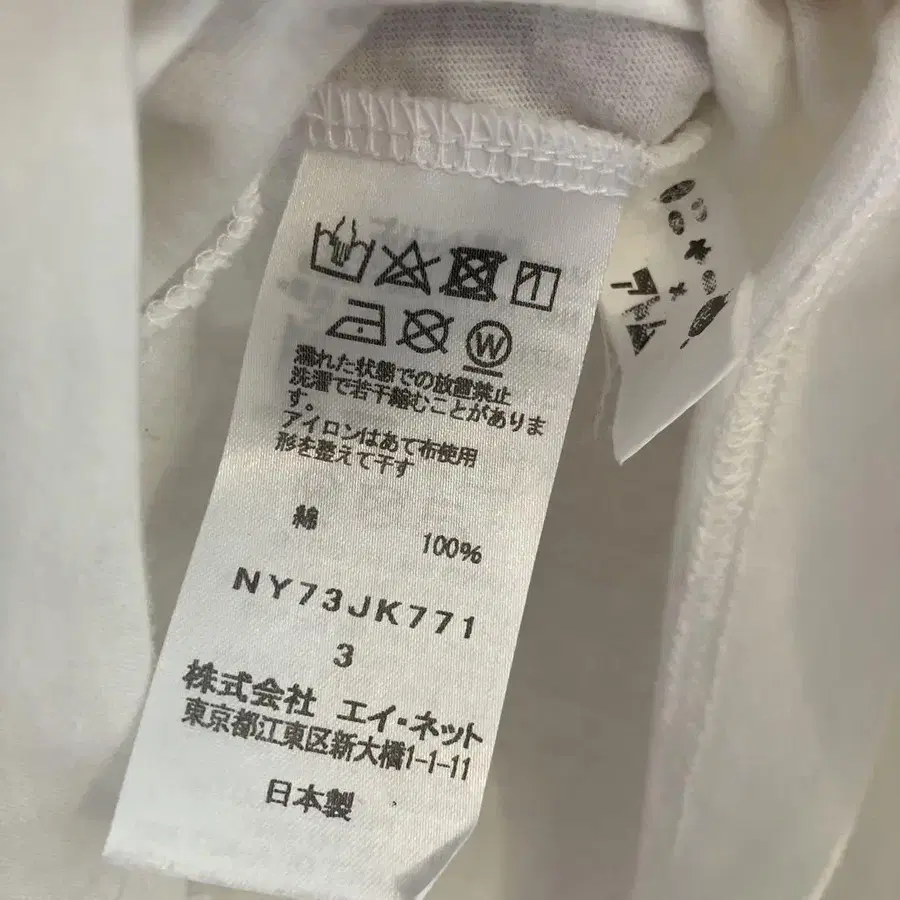 W
濡れた状態での放置禁止
洗濯で若干縮むことがありま
す。
アイロンはあて布使用
形を整えて干す
綿 100%
NY73JK771
3
株式会社 エイ・ネット
東京都江東区新大橋1-1-11
日本製